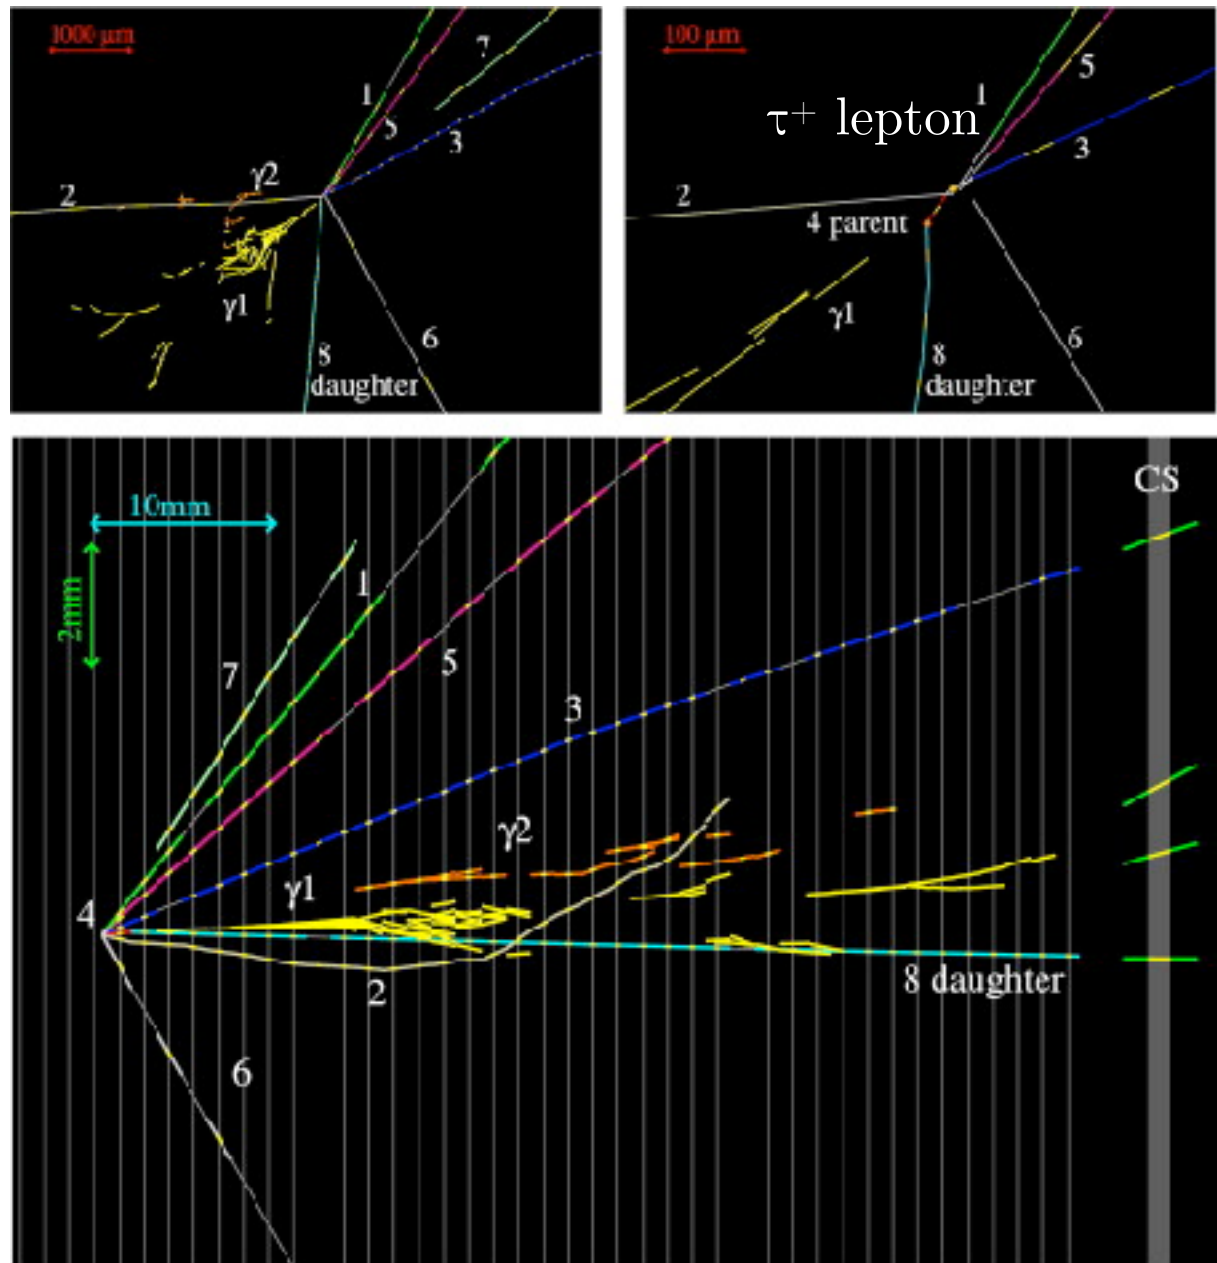 1000 μm
7
1
5
3
γ2
2
γ1
6
8
daughter
100 μm
5
τ⁺ lepton
1
3
2
4 parent
γ1
6
8
daughter
CS
10mm
2mm
1
7
5
3
γ2
γ1
4
8 daughter
2
6